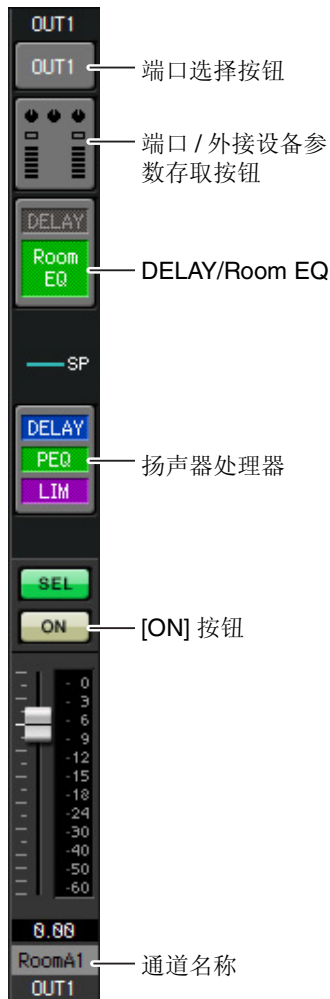 OUT1
OUT1
端口选择按钮
端口 / 外接设备参
数存取按钮
DELAY
Room
EQ
DELAY/Room EQ
SP
DELAY
PEQ
LIM
扬声器处理器
SEL
ON
[ON] 按钮
- 0
- 3
- 6
- 9
-12
-15
-18
-24
-30
-40
-50
-60
0.00
RoomA1
通道名称
OUT1